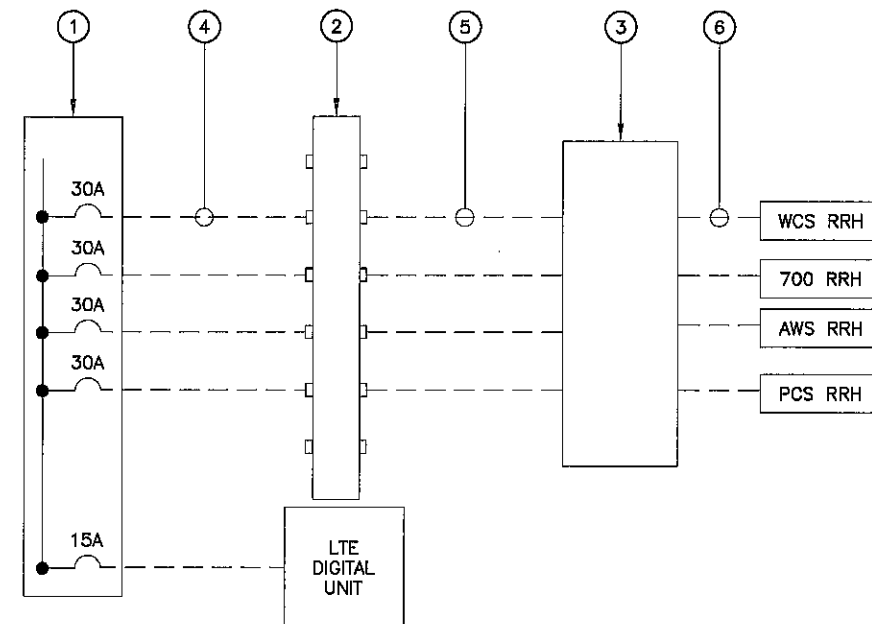 1 4 2 5 3 6
30A
WCS RRH
30A
700 RRH
30A
AWS RRH
30A
PCS RRH
15A
LTE
DIGITAL
UNIT